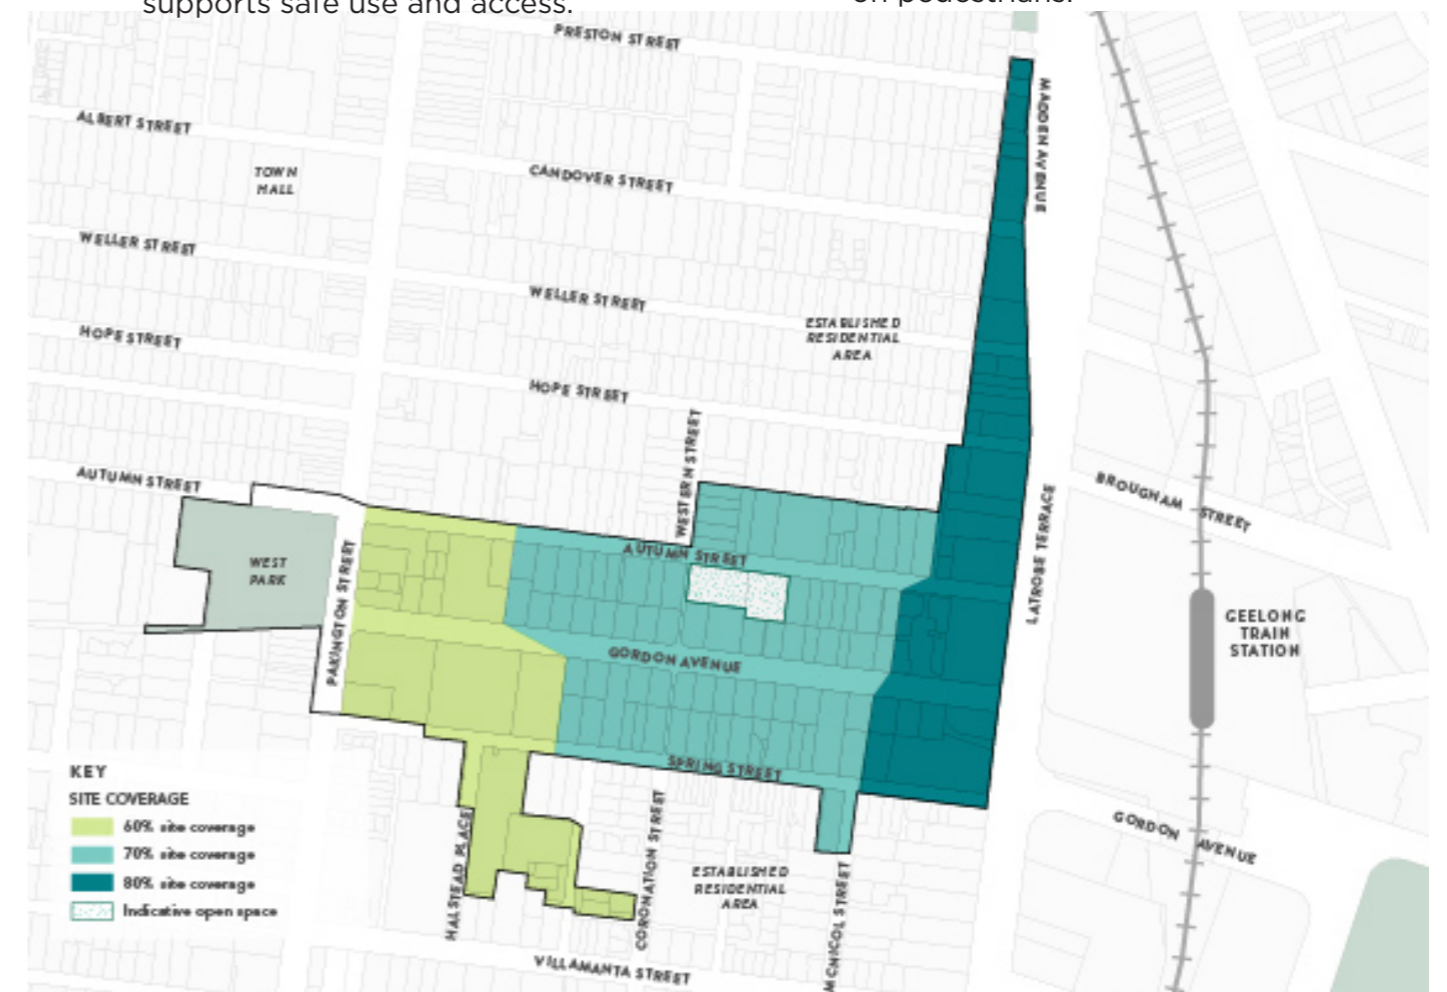 supports safe use and access.
on pedestrians.
PRESTON STREET
MADDEN AVENUE
ALBERT STREET
TOWN
HALL
CANDOVER STREET
WELLER STREET
WELLER STREET
ESTABLISHED
RESIDENTIAL
AREA
HOPE STREET
HOPE STREET
WESTERN STREET
AUTUMN STREET
BROUGHAM STREET
LATROBE TERRACE
AUTUMN STREET
WEST
PARK
PAKINGTON STREET
GEELONG
TRAIN
STATION
GORDON AVENUE
SPRING STREET
KEY
SITE COVERAGE
60% site coverage
70% site coverage
80% site coverage
Indicative open space
HALSTEAD PLACE
CORONATION STREET
ESTABLISHED
RESIDENTIAL
AREA
MCNICOL STREET
GORDON AVENUE
VILLAMANTA STREET